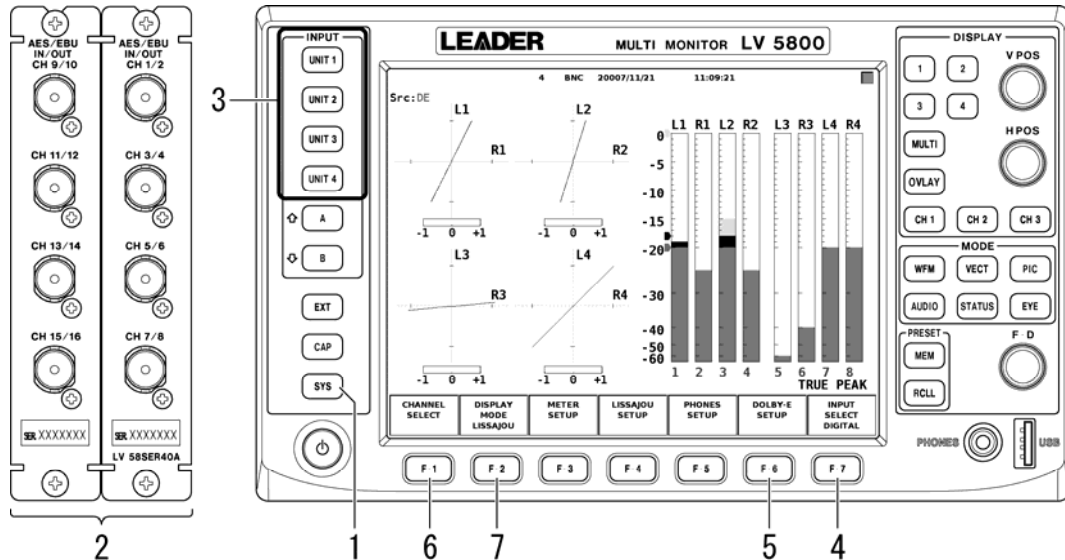 AES/EBU
IN/OUT
CH 9/10
CH 11/12
CH 13/14
CH 15/16
SER. XXXXXXX
AES/EBU
IN/OUT
CH 1/2
CH 3/4
CH 5/6
CH 7/8
SER. XXXXXXX
LV 58SER40A
2
3
INPUT
UNIT 1
UNIT 2
UNIT 3
UNIT 4
A
B
EXT
CAP
SYS
LEADER
MULTI MONITOR LV 5800
4 BNC 20007/11/21 11:09:21
Src:DE
L1
R1
-1 0 +1
L2
R2
-1 0 +1
L3
R3
-1 0 +1
L4
R4
-1 0 +1
L1 R1 L2 R2 L3 R3 L4 R4
0
-5
-10
-15
-20
-30
-40
-50
-60
1 2 3 4 5 6 7 8
TRUE PEAK
CHANNEL
SELECT
DISPLAY
MODE
LISSAJOU
METER
SETUP
LISSAJOU
SETUP
PHONES
SETUP
DOLBY-E
SETUP
INPUT
SELECT
DIGITAL
F 1
F 2
F 3
F 4
F 5
F 6
F 7
DISPLAY
1
2
3
4
MULTI
OVLAY
V POS
H POS
CH 1
CH 2
CH 3
MODE
WFM
VECT
PIC
AUDIO
STATUS
EYE
PRESET
MEM
RCLL
F D
PHONES
USB
1
6
7
5
4